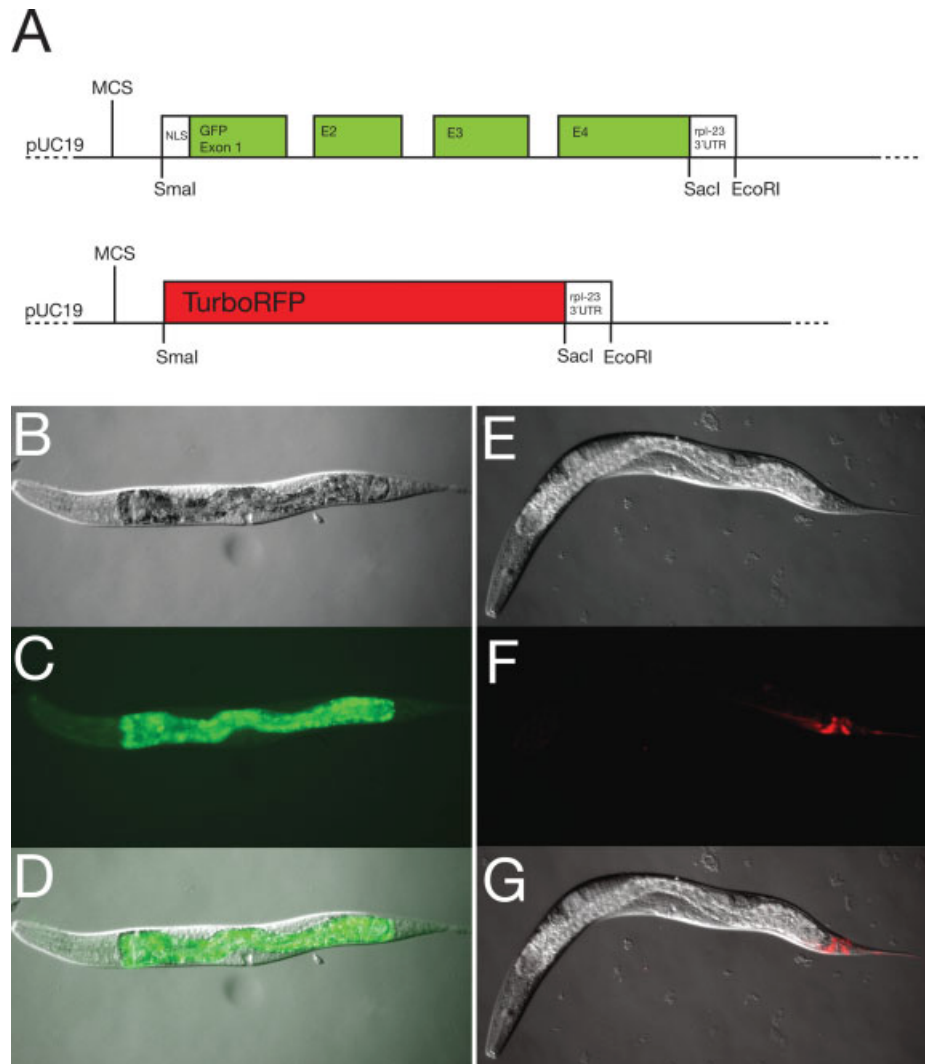 A
MCS
pUC19
NLS
GFP
Exon 1
E2
E3
E4
rpl-23
3'UTR
SmaI
SacI
EcoRI
MCS
pUC19
TurboRFP
rpl-23
3'UTR
SmaI
SacI
EcoRI
B
E
C
F
D
G